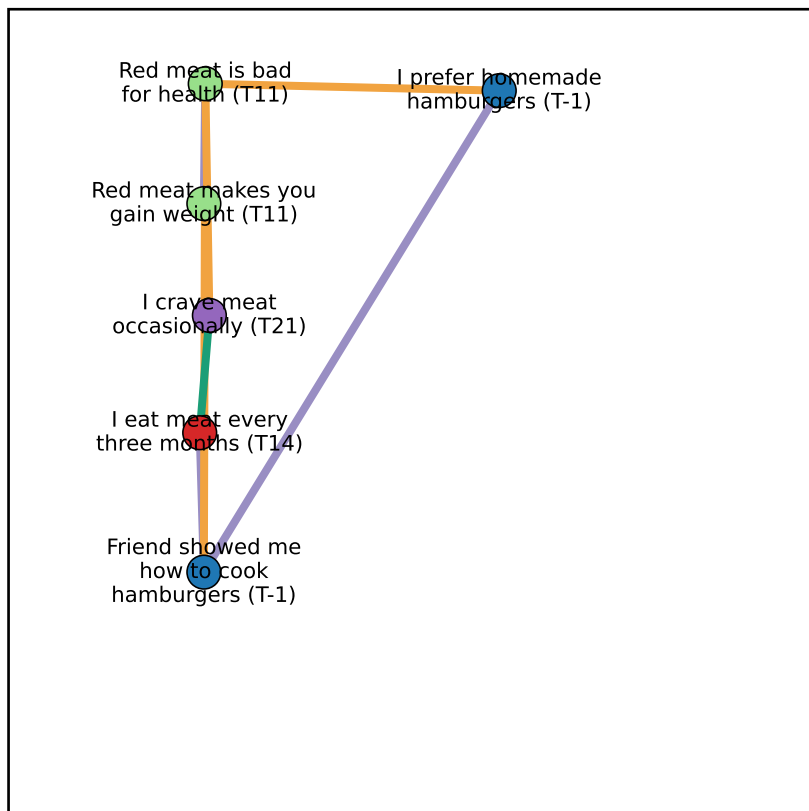 Red meat is bad
for health (T11)
I prefer homemade
hamburgers (T-1)
Red meat makes you
gain weight (T11)
I crave meat
occasionally (T21)
I eat meat every
three months (T14)
Friend showed me
how to cook
hamburgers (T-1)